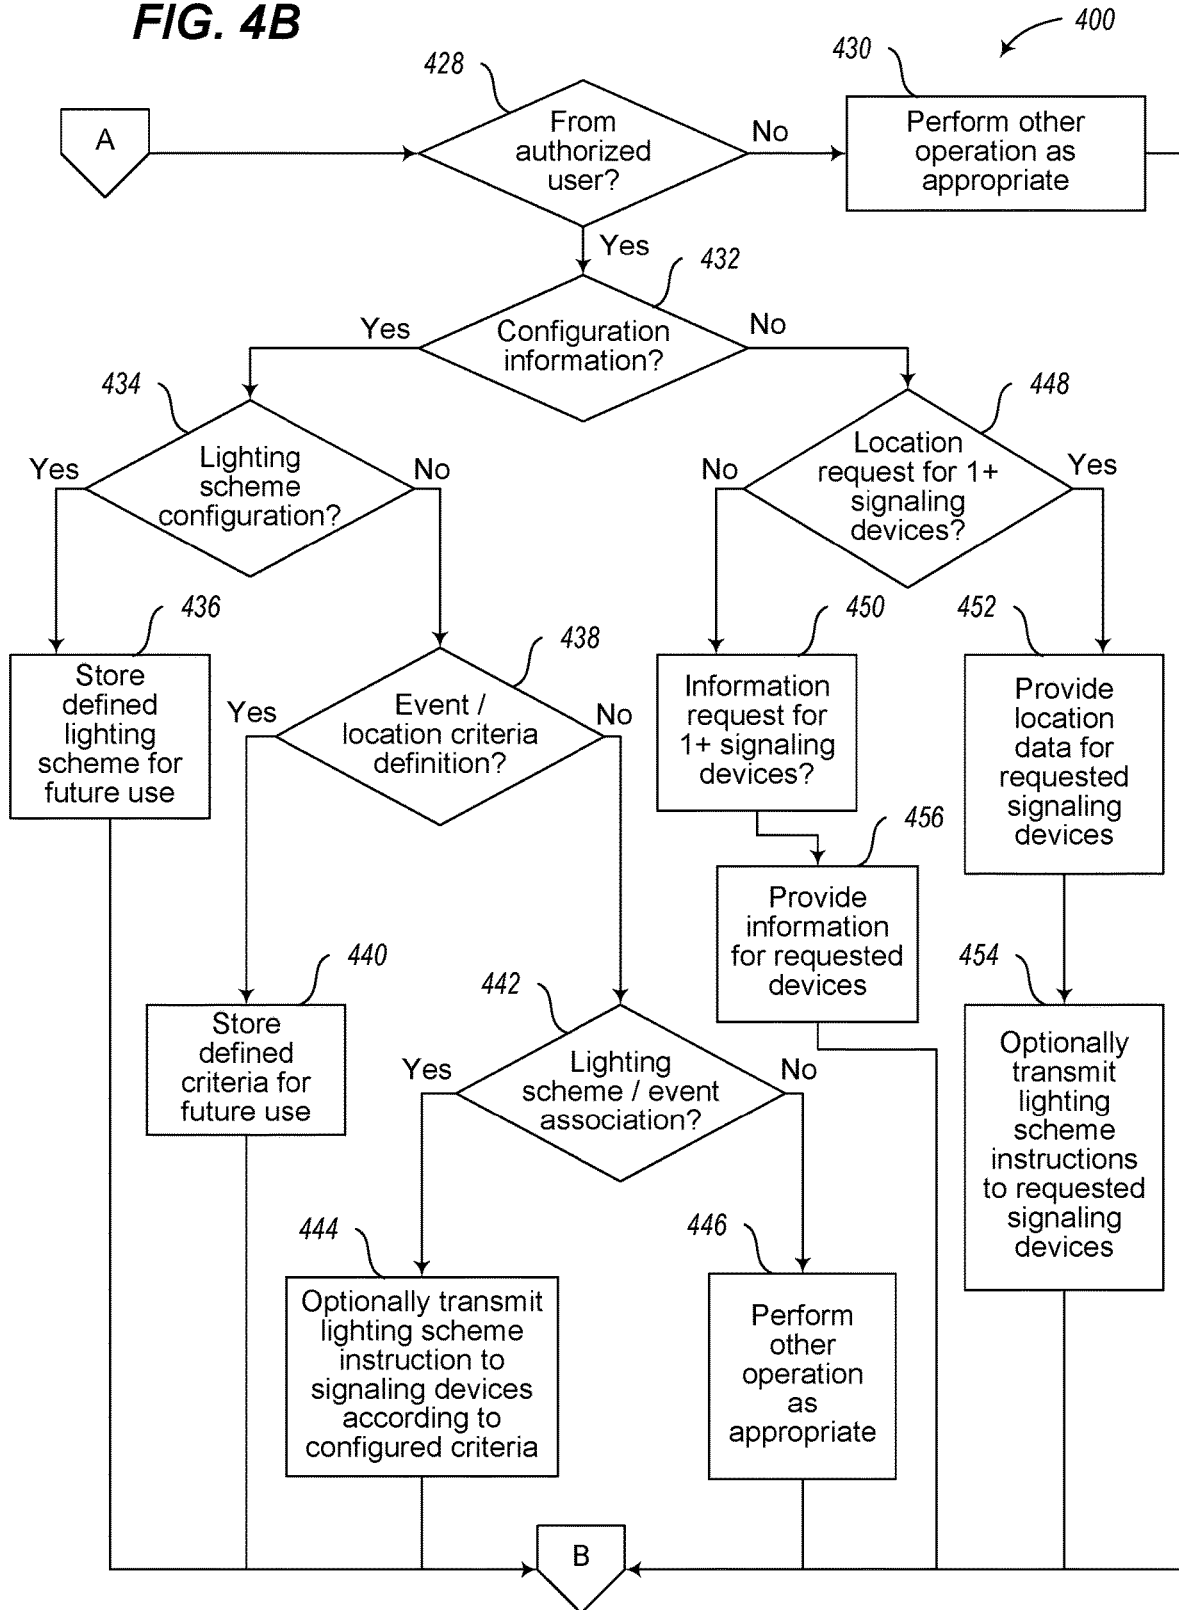 FIG. 4B
400
428
430
A
From
authorized
user?
No
Perform other
operation as
appropriate
Yes
432
Configuration
information?
Yes
No
434
448
Lighting
scheme
configuration?
Yes
No
Location
request for 1+
signaling
devices?
No
Yes
436
438
450
452
Store
defined
lighting
scheme for
future use
Event /
location criteria
definition?
Yes
No
Information
request for
1+ signaling
devices?
Provide
location
data for
requested
signaling
devices
456
Provide
information
for requested
devices
440
442
454
Store
defined
criteria for
future use
Lighting
scheme / event
association?
Yes
No
Optionally
transmit
lighting
scheme
instructions
to requested
signaling
devices
444
446
Optionally transmit
lighting scheme
instruction to
signaling devices
according to
configured criteria
Perform
other
operation
as
appropriate
B